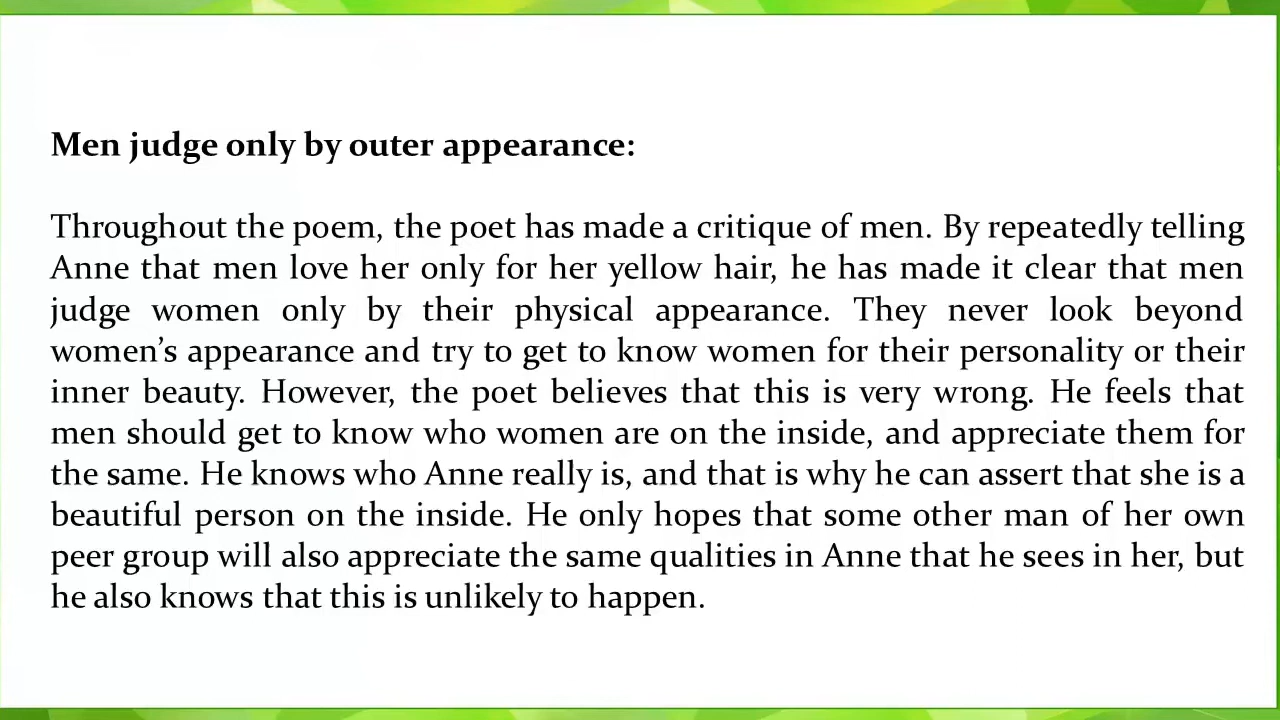 Men judge only by outer appearance:
Throughout the poem, the poet has made a critique of men. By repeatedly telling
Anne that men love her only for her yellow hair, he has made it clear that men
judge women only by their physical appearance. They never look beyond
women’s appearance and try to get to know women for their personality or their
inner beauty. However, the poet believes that this is very wrong. He feels that
men should get to know who women are on the inside, and appreciate them for
the same. He knows who Anne really is, and that is why he can assert that she is a
beautiful person on the inside. He only hopes that some other man of her own
peer group will also appreciate the same qualities in Anne that he sees in her, but
he also knows that this is unlikely to happen.